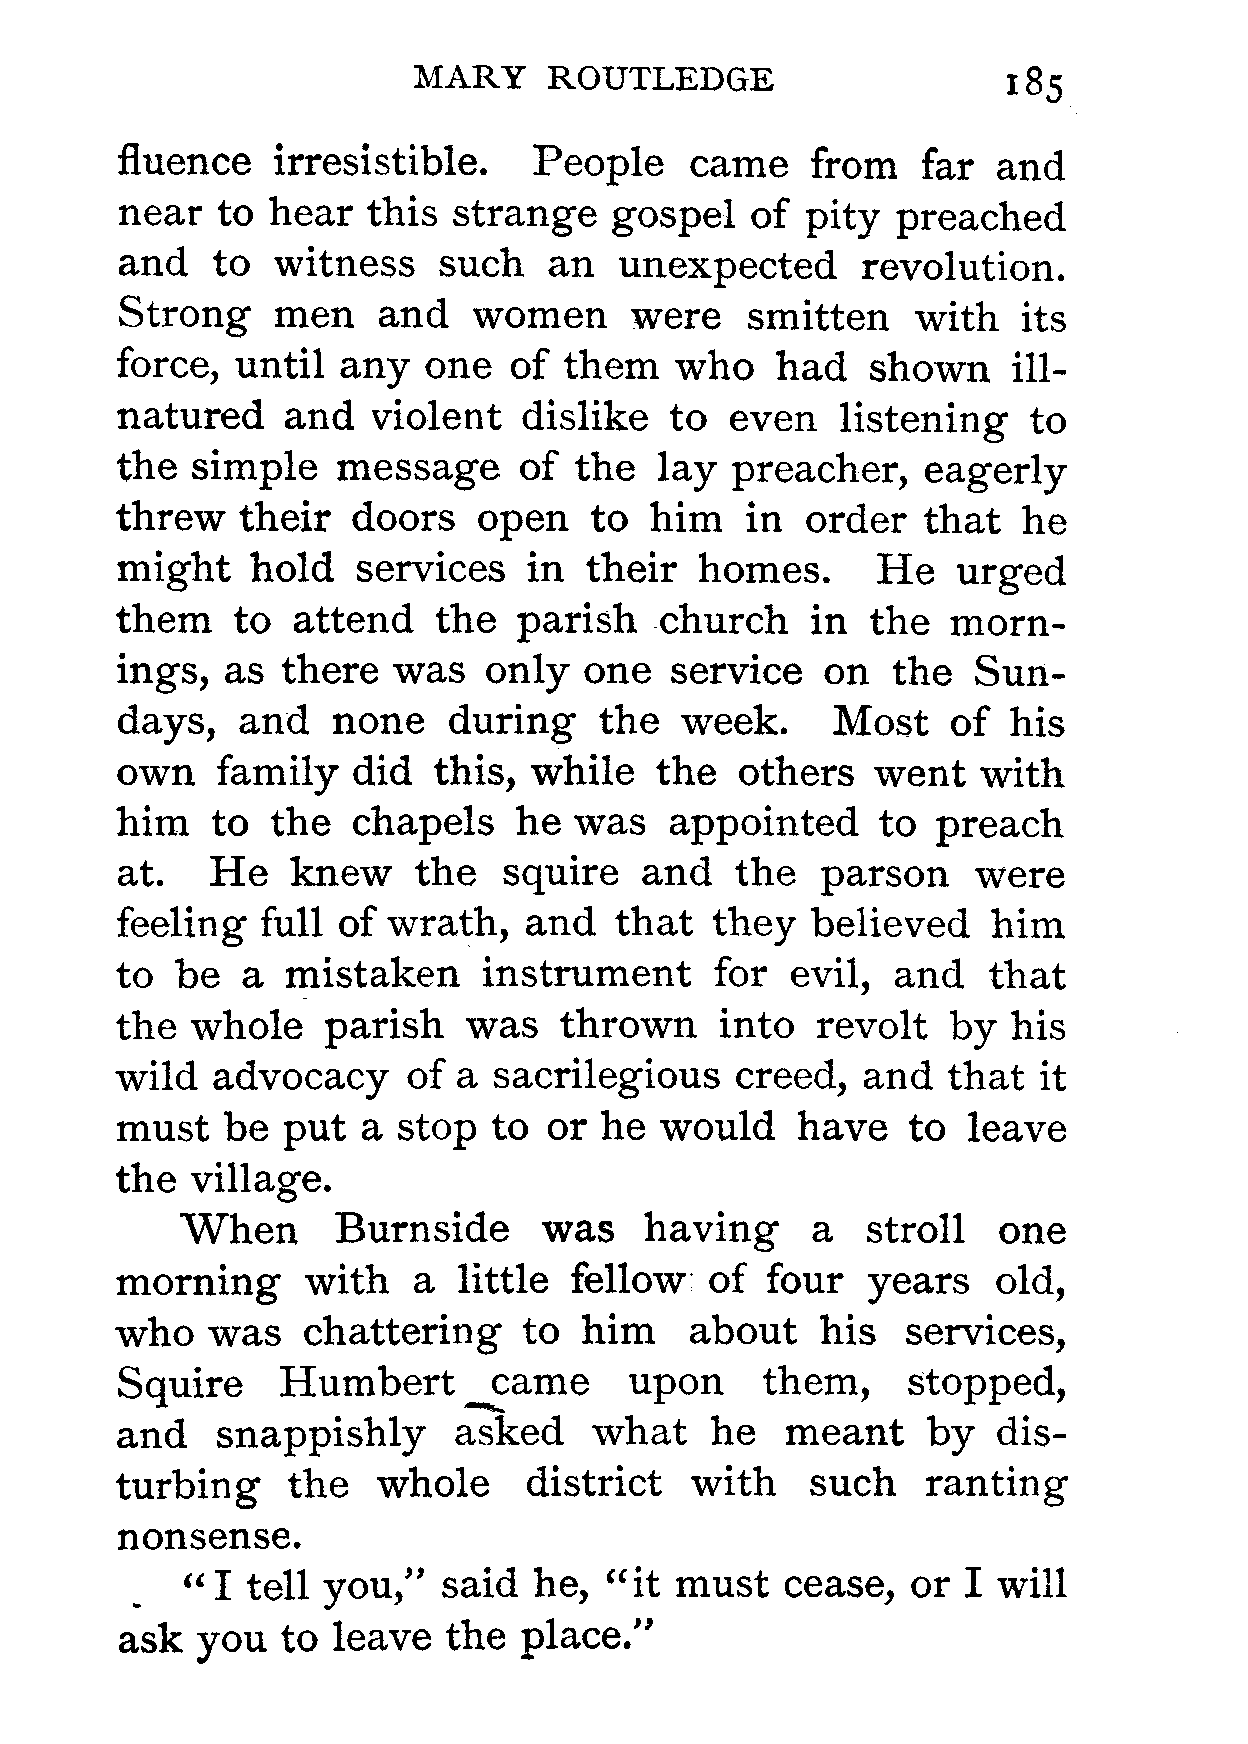 MARY ROUTLEDGE 185
fluence irresistible. People came from far and
near to hear this strange gospel of pity preached
and to witness such an unexpected revolution.
Strong men and women were smitten with its
force, until any one of them who had shown ill-
natured and violent dislike to even listening to
the simple message of the lay preacher, eagerly
threw their doors open to him in order that he
might hold services in their homes. He urged
them to attend the parish church in the morn-
ings, as there was only one service on the Sun-
days, and none during the week. Most of his
own family did this, while the others went with
him to the chapels he was appointed to preach
at. He knew the squire and the parson were
feeling full of wrath, and that they believed him
to be a mistaken instrument for evil, and that
the whole parish was thrown into revolt by his
wild advocacy of a sacrilegious creed, and that it
must be put a stop to or he would have to leave
the village.
When Burnside was having a stroll one
morning with a little fellow of four years old,
who was chattering to him about his services,
Squire Humbert came upon them, stopped,
and snappishly asked what he meant by dis-
turbing the whole district with such ranting
nonsense.
"I tell you," said he, "it must cease, or I will
ask you to leave the place."